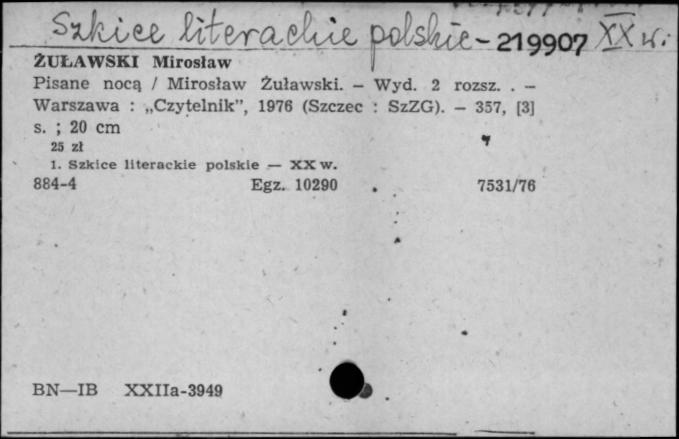 Szkice literackie polskie - 219907 XX w.
ŻUŁAWSKI Mirosław
Pisane nocą / Mirosław Żuławski. – Wyd. 2 rozsz. . –
Warszawa : „Czytelnik”, 1976 (Szczec : SzZG). – 357, [3]
s. ; 20 cm
25 zł
1. Szkice literackie polskie — XX w.
884-4 Egz. 10290 7531/76
BN—IB XXIIa-3949